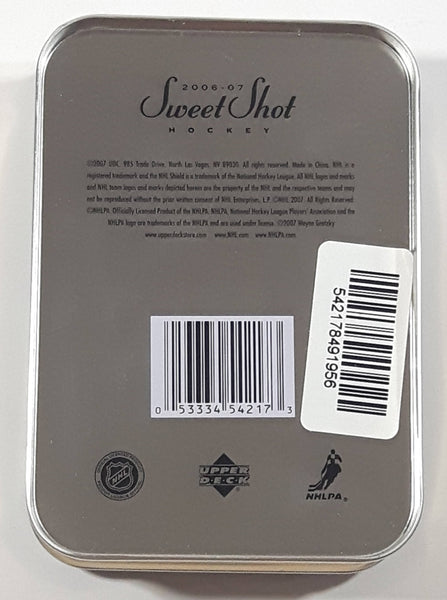 2006-07
Sweet Shot
HOCKEY
©2007 UDC. 985 Trade Drive, North Las Vegas, NV 89030. All rights reserved. Made in China. NHL is a
registered trademark and the NHL Shield is a trademark of the National Hockey League. All NHL logos and marks
and NHL team logos and marks depicted herein are the property of the NHL and the respective teams and may
not be reproduced without the prior written consent of NHL Enterprises, L.P. ©NHL 2007. All Rights Reserved.
©NHLPA. Officially Licensed Product of the NHLPA. NHLPA, National Hockey League Players' Association and the
NHLPA logo are trademarks of the NHLPA and are used under license. ©2007 Wayne Gretzky
www.upperdeckstore.com www.NHL.com www.NHLPA.com
542178491956
0 53334 54217 3
NHL
UPPER
D·E·C·K
NHLPA®